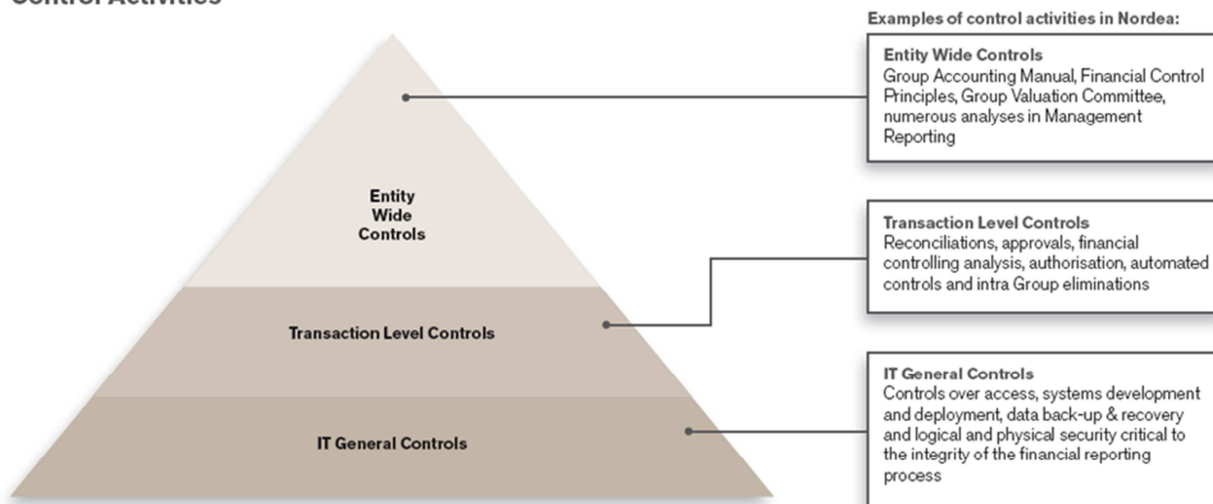 Control Activities
Examples of control activities in Nordea:
Entity Wide Controls
Group Accounting Manual, Financial Control
Principles, Group Valuation Committee,
numerous analyses in Management
Reporting
Entity
Wide
Controls
Transaction Level Controls
Reconciliations, approvals, financial
controlling analysis, authorisation, automated
controls and intra Group eliminations
Transaction Level Controls
IT General Controls
Controls over access, systems development
and deployment, data back-up & recovery
and logical and physical security critical to
the integrity of the financial reporting
process
IT General Controls